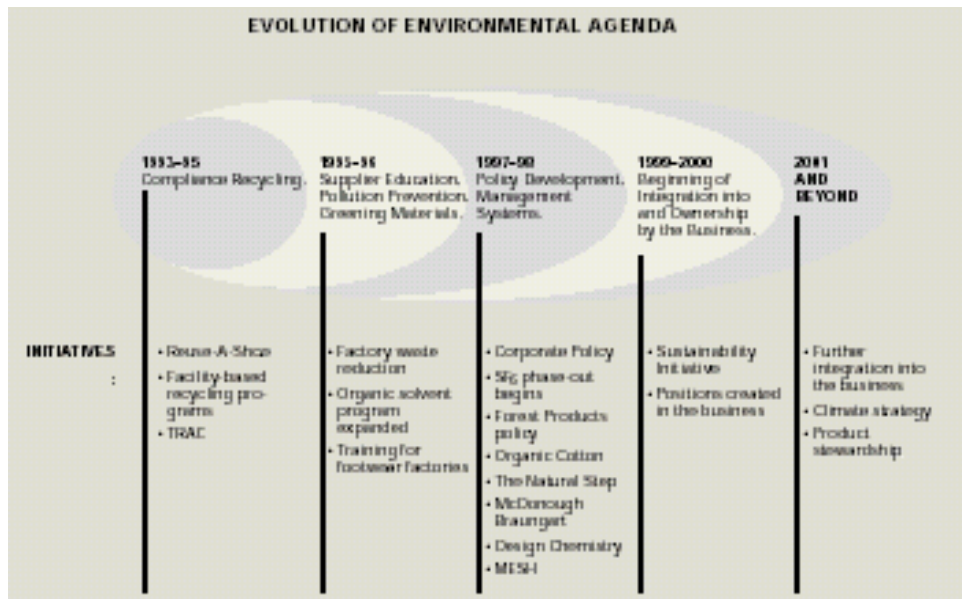 EVOLUTION OF ENVIRONMENTAL AGENDA
1993–95
Compliance Recycling.
1995–96
Supplier Education.
Pollution Prevention.
Greening Materials.
1997–98
Policy Development.
Management
Systems.
1999–2000
Beginning of
Integration into
and Ownership
by the Business.
2001
AND
BEYOND
INITIATIVES
:
• Reuse-A-Shoe
• Facility-based
recycling pro-
grams
• TRAC
• Factory waste
reduction
• Organic solvent
program
expanded
• Training for
footwear factories
• Corporate Policy
• SF6 phase-out
begins
• Forest Products
policy
• Organic Cotton
• The Natural Step
• McDonough
Braungart
• Design Chemistry
• MESH
• Sustainability
Initiative
• Positions created
in the business
• Further
integration into
the business
• Climate strategy
• Product
stewardship